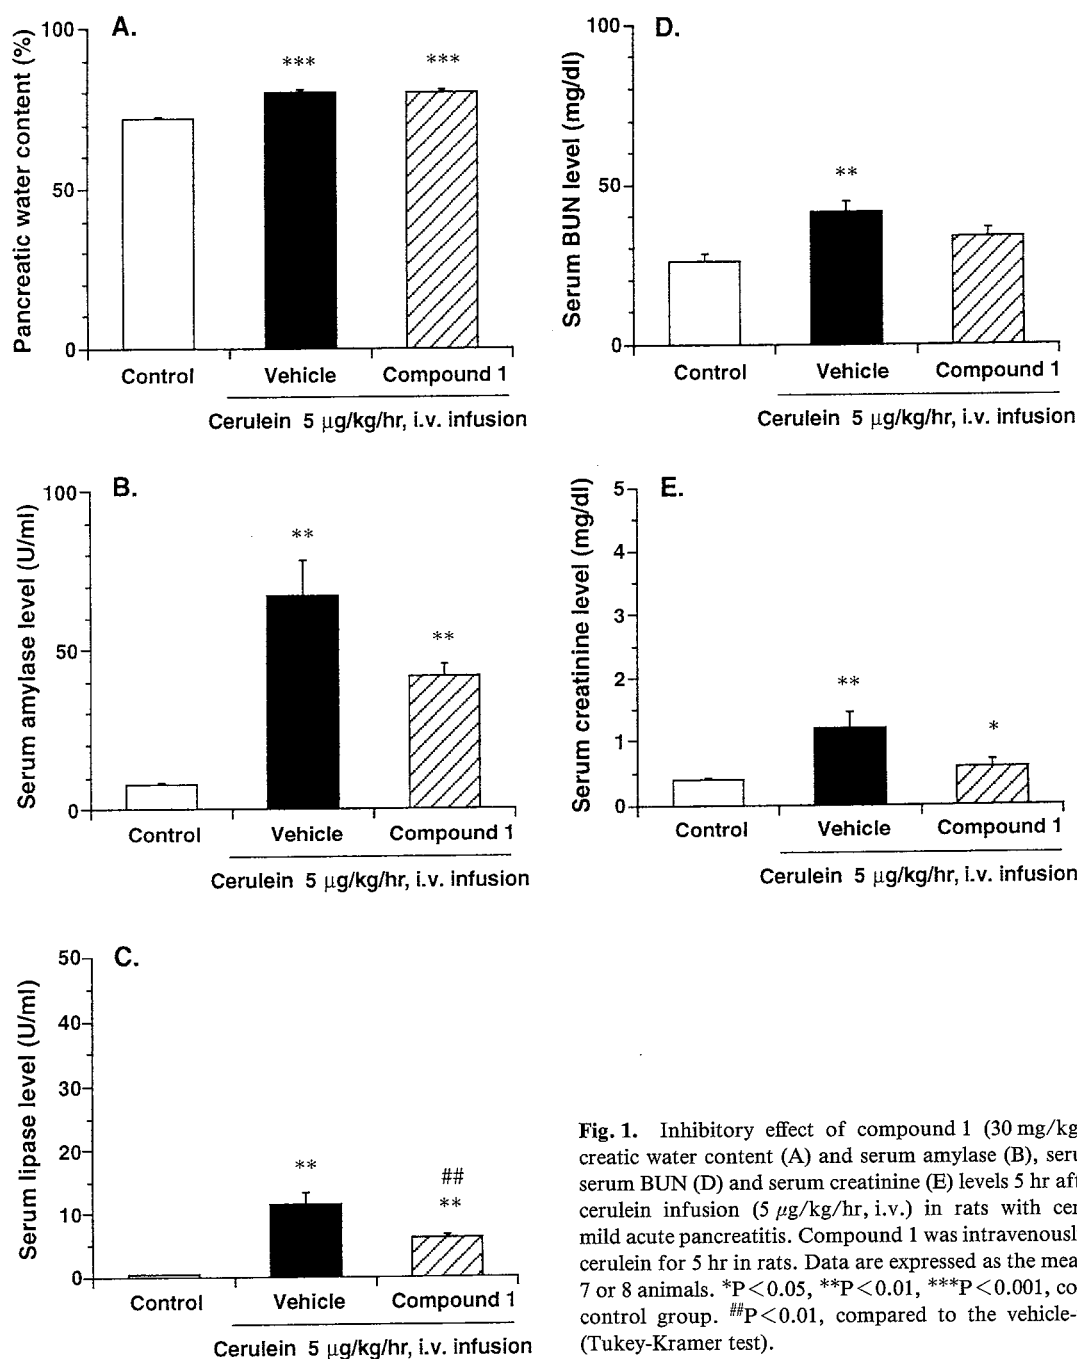 A.
Pancreatic water content (%)
100
50
0
***
***
Control
Vehicle
Compound 1
Cerulein 5 μg/kg/hr, i.v. infusion
D.
Serum BUN level (mg/dl)
100
50
0
**
Control
Vehicle
Compound 1
Cerulein 5 μg/kg/hr, i.v. infusion
B.
Serum amylase level (U/ml)
100
50
0
**
**
Control
Vehicle
Compound 1
Cerulein 5 μg/kg/hr, i.v. infusion
E.
Serum creatinine level (mg/dl)
5
4
3
2
1
0
**
*
Control
Vehicle
Compound 1
Cerulein 5 μg/kg/hr, i.v. infusion
C.
Serum lipase level (U/ml)
50
40
30
20
10
0
**
##
**
Control
Vehicle
Compound 1
Cerulein 5 μg/kg/hr, i.v. infusion
Fig. 1. Inhibitory effect of compound 1 (30 mg/kg
creatic water content (A) and serum amylase (B), seru
serum BUN (D) and serum creatinine (E) levels 5 hr aft
cerulein infusion (5 μg/kg/hr, i.v.) in rats with cer
mild acute pancreatitis. Compound 1 was intravenousl
cerulein for 5 hr in rats. Data are expressed as the mea
7 or 8 animals. *P<0.05, **P<0.01, ***P<0.001, co
control group. ##P<0.01, compared to the vehicle-
(Tukey-Kramer test).